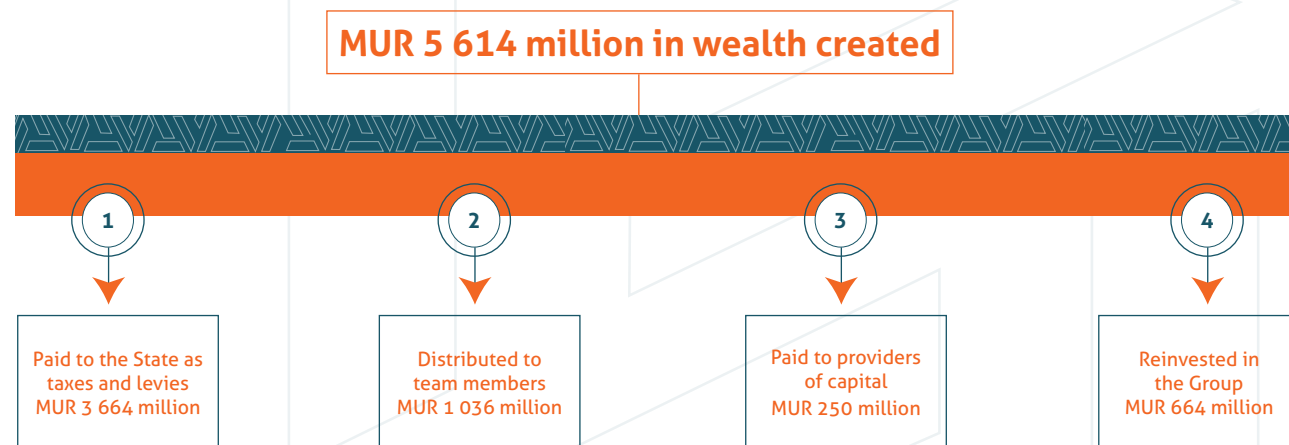 MUR 5 614 million in wealth created
1
2
3
4
Paid to the State as
taxes and levies
MUR 3 664 million
Distributed to
team members
MUR 1 036 million
Paid to providers
of capital
MUR 250 million
Reinvested in
the Group
MUR 664 million